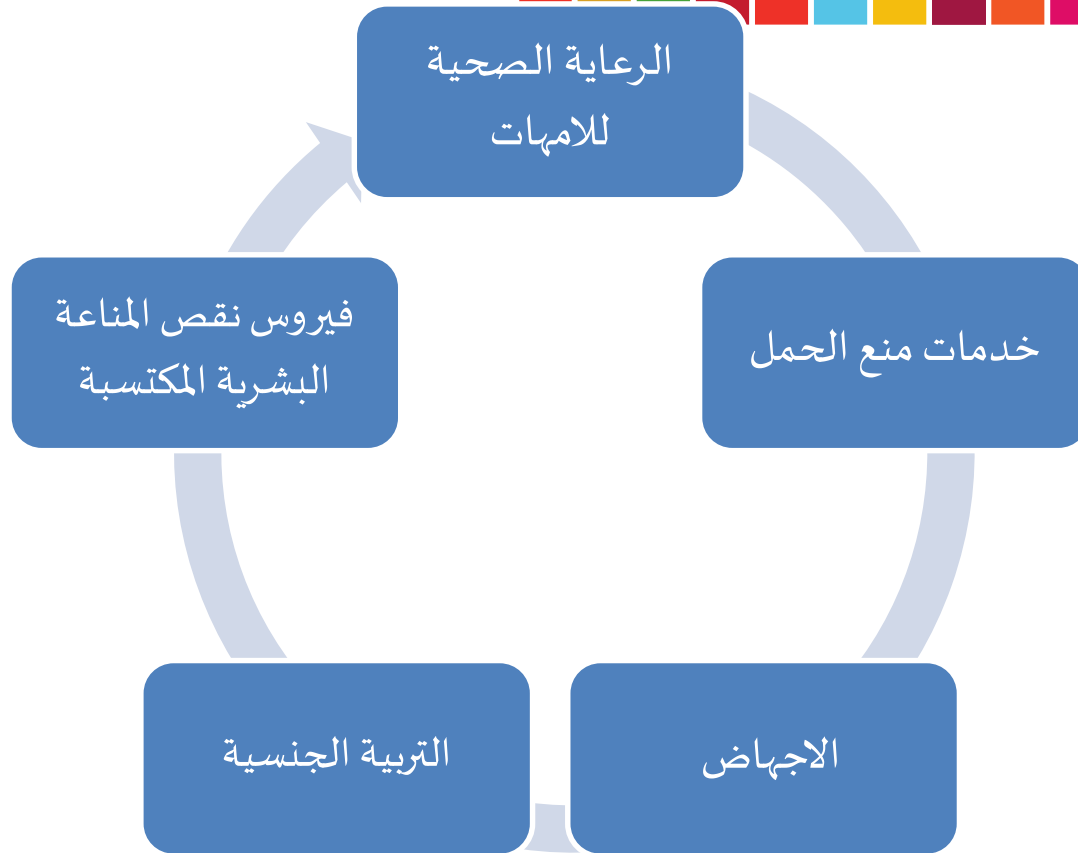 الرعاية الصحية
للامهات
خدمات منع الحمل
الاجهاض
التربية الجنسية
فيروس نقص المناعة
البشرية المكتسبة